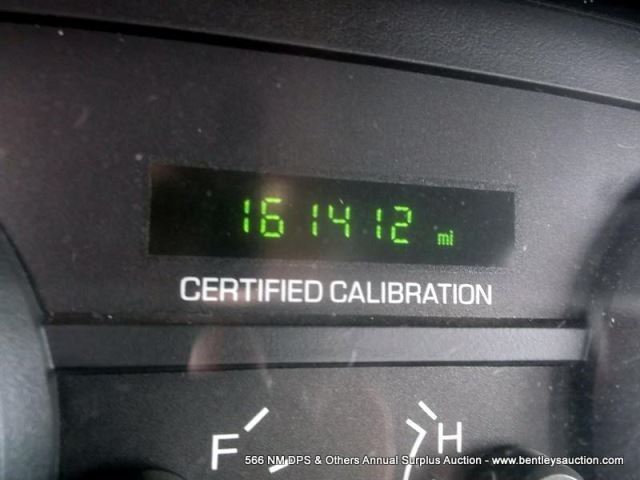 161412 mi
CERTIFIED CALIBRATION
F H
566 NM DPS & Others Annual Surplus Auction - www.bentleysauction.com